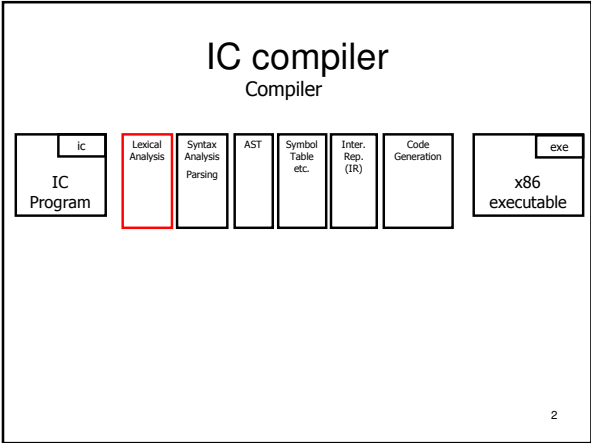 IC compiler
Compiler
ic
IC
Program
Lexical
Analysis
Syntax
Analysis
Parsing
AST
Symbol
Table
etc.
Inter.
Rep.
(IR)
Code
Generation
exe
x86
executable
2